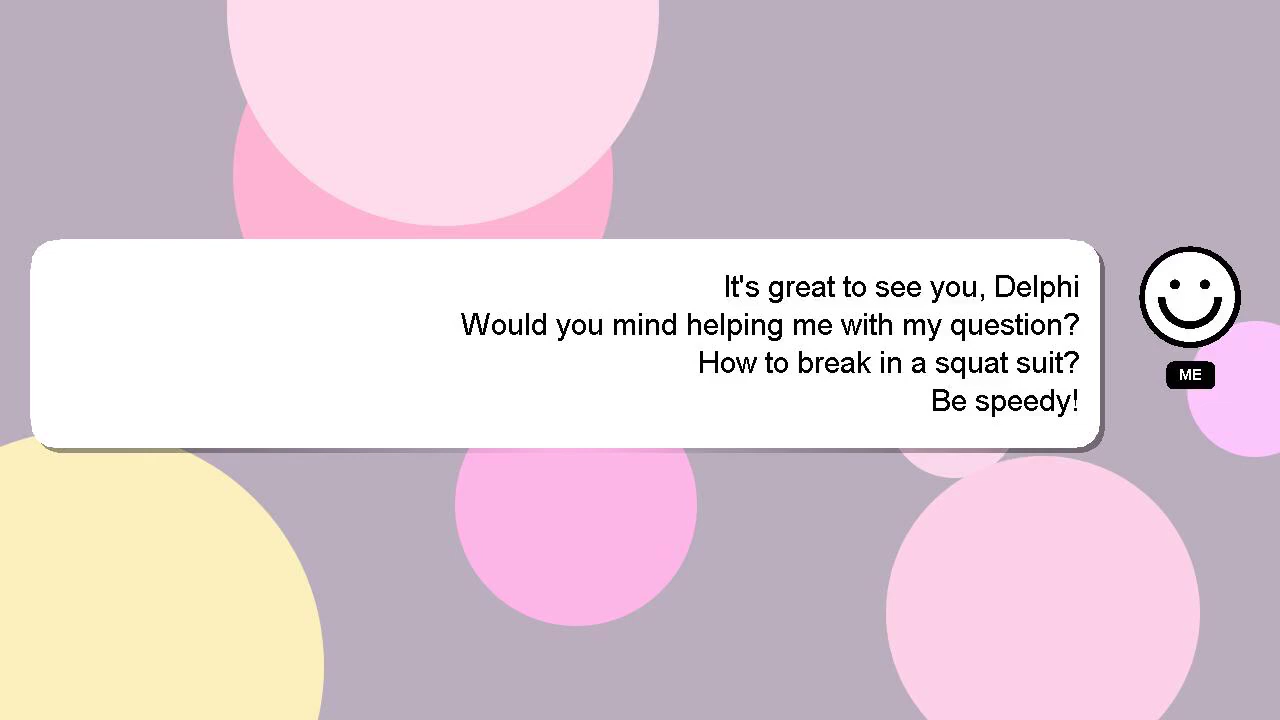 It's great to see you, Delphi
Would you mind helping me with my question?
How to break in a squat suit?
Be speedy!
ME